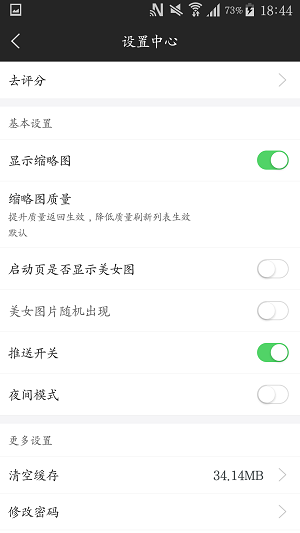 73% 18:44
设置中心
去评分
基本设置
显示缩略图
缩略图质量
提升质量返回生效，降低质量刷新列表生效
默认
启动页是否显示美女图
美女图片随机出现
推送开关
夜间模式
更多设置
清空缓存 34.14MB
修改密码